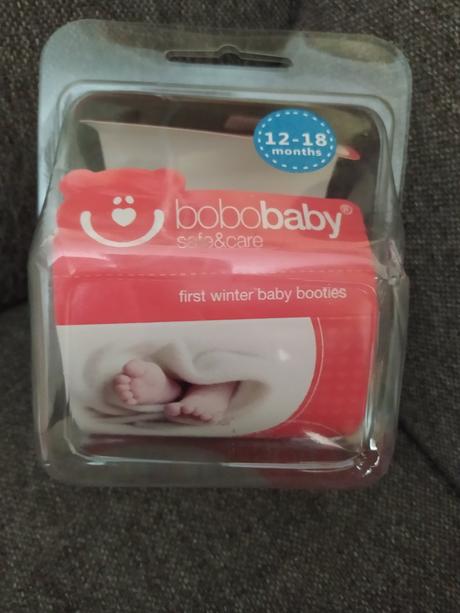 12-18
months
bobobaby®
safe&care
first winter baby booties